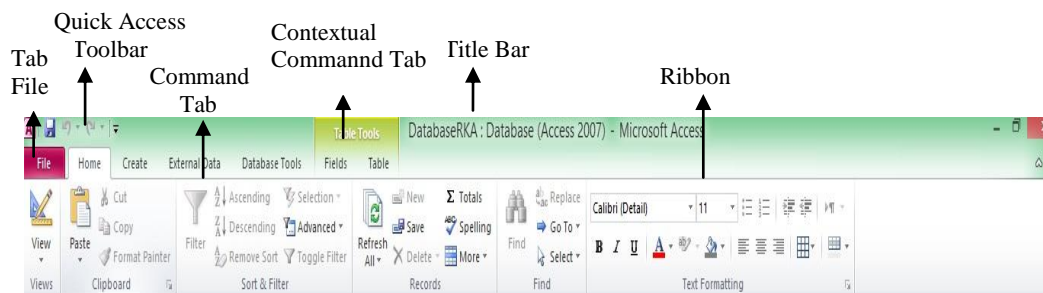 Quick Access
Toolbar
Tab
File
Command
Tab
Contextual
Commannd Tab
Title Bar
Ribbon
Table Tools
DatabaseRKA : Database (Access 2007) - Microsoft Access
File Home Create External Data Database Tools Fields Table
View
Views
Paste
Cut
Copy
Format Painter
Clipboard
Filter
Ascending
Descending
Remove Sort
Selection
Advanced
Toggle Filter
Sort & Filter
Refresh
All
New
Save
Delete
Σ Totals
Spelling
More
Records
Find
Replace
Go To
Select
Find
Calibri (Detail) 11
B I U A
Text Formatting